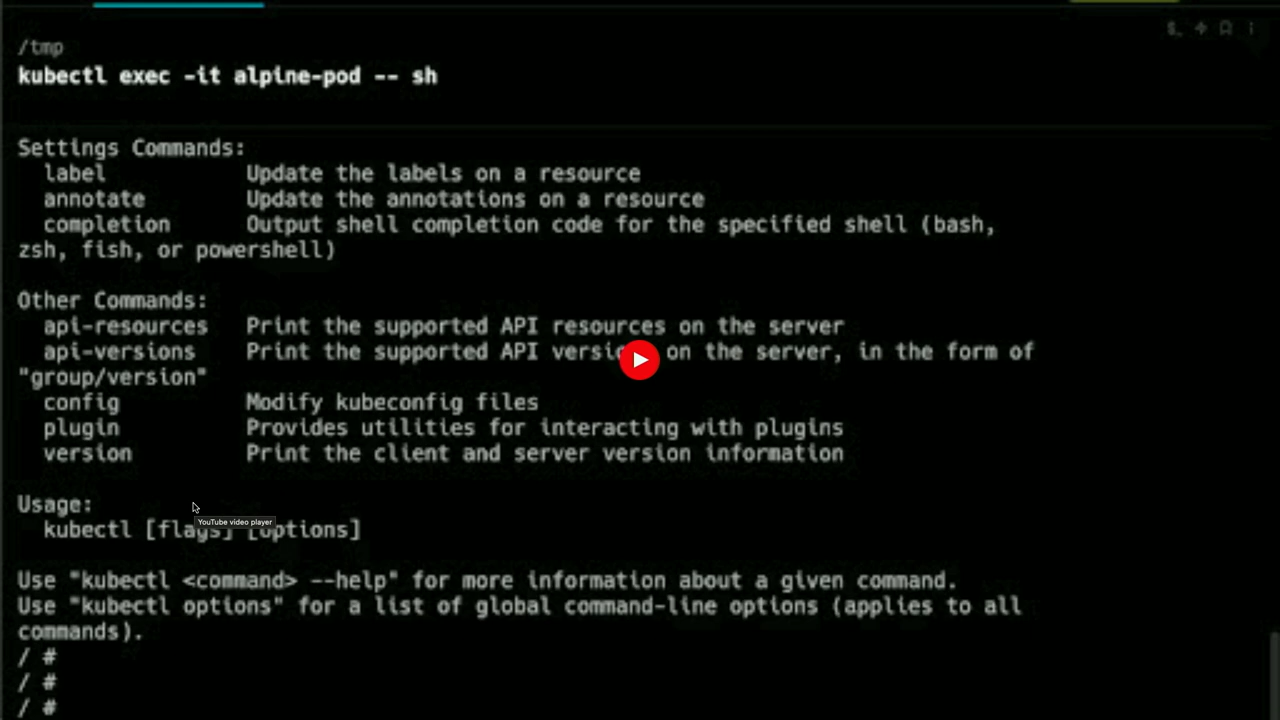 /tmp
kubectl exec -it alpine-pod -- sh
Settings Commands:
label Update the labels on a resource
annotate Update the annotations on a resource
completion Output shell completion code for the specified shell (bash,
zsh, fish, or powershell)
Other Commands:
api-resources Print the supported API resources on the server
api-versions Print the supported API on the server, in the form of
"group/version"
config Modify kubeconfig files
plugin Provides utilities for interacting with plugins
version Print the client and server version information
Usage:
YouTube video player
kubectl [flags] [options]
Use "kubectl <command> --help" for more information about a given command.
Use "kubectl options" for a list of global command-line options (applies to all
commands).
/ #
/ #
/ #